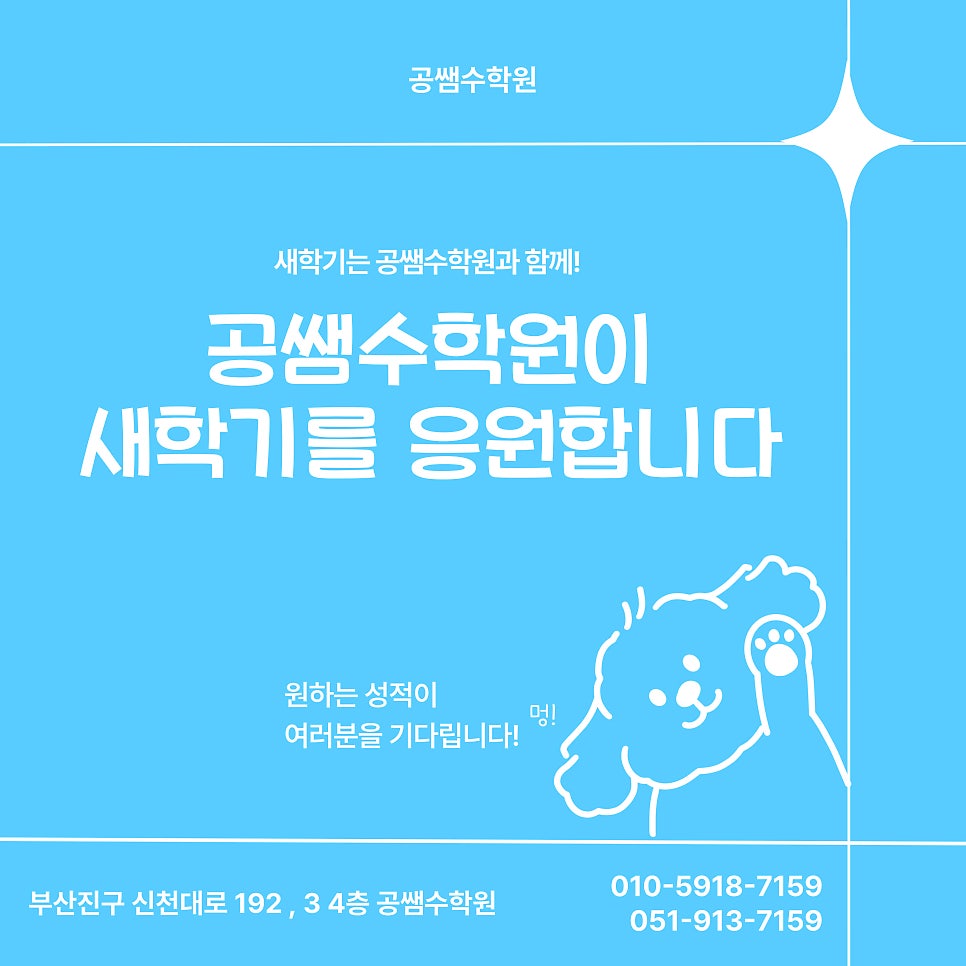 공쌤수학원
새학기는 공쌤수학원과 함께!
공쌤수학원이
새학기를 응원합니다
원하는 성적이
여러분을 기다립니다!
멍!
부산진구 신천대로 192 , 3 4층 공쌤수학원
010-5918-7159
051-913-7159